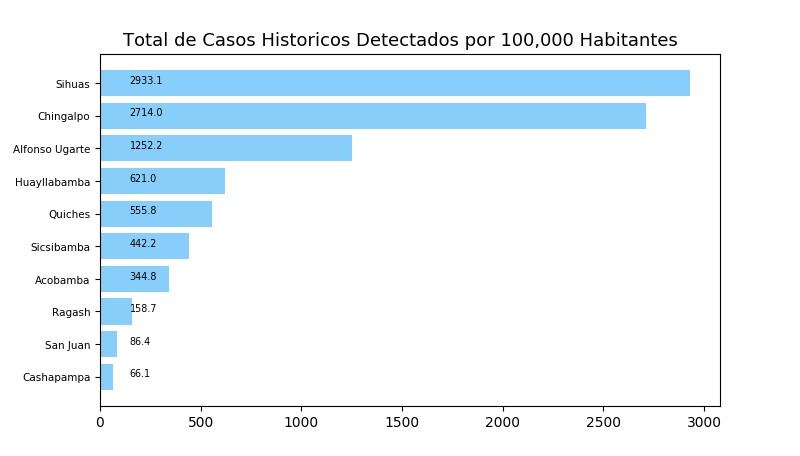 Total de Casos Historicos Detectados por 100,000 Habitantes
Sihuas 2933.1
Chingalpo 2714.0
Alfonso Ugarte 1252.2
Huayllabamba 621.0
Quiches 555.8
Sicsibamba 442.2
Acobamba 344.8
Ragash 158.7
San Juan 86.4
Cashapampa 66.1
0 500 1000 1500 2000 2500 3000